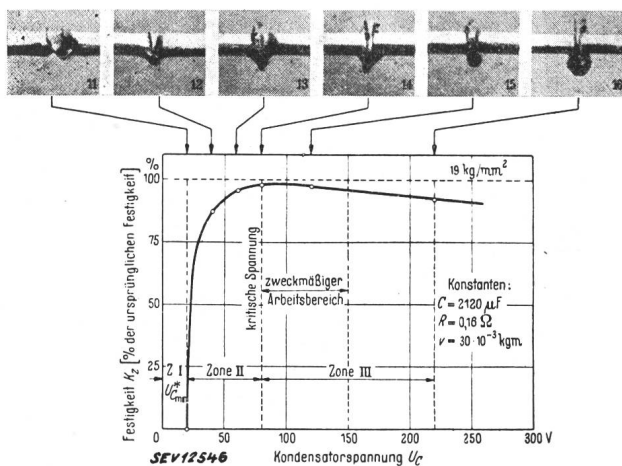 11 12 13 14 15 16
%
100
75
50
25
19 kg/mm²
Festigkeit K_Z [% der ursprünglichen Festigkeit]
kritische Spannung
zweckmäßiger
Arbeitsbereich
Konstanten:
C = 2120 µF
R = 0,16 Ω
v = 30·10⁻³ kgm
Z I
U*Cmin
Zone II
Zone III
0
0 50 100 150 200 250 300 V
SEV12546
Kondensatorspannung U_C